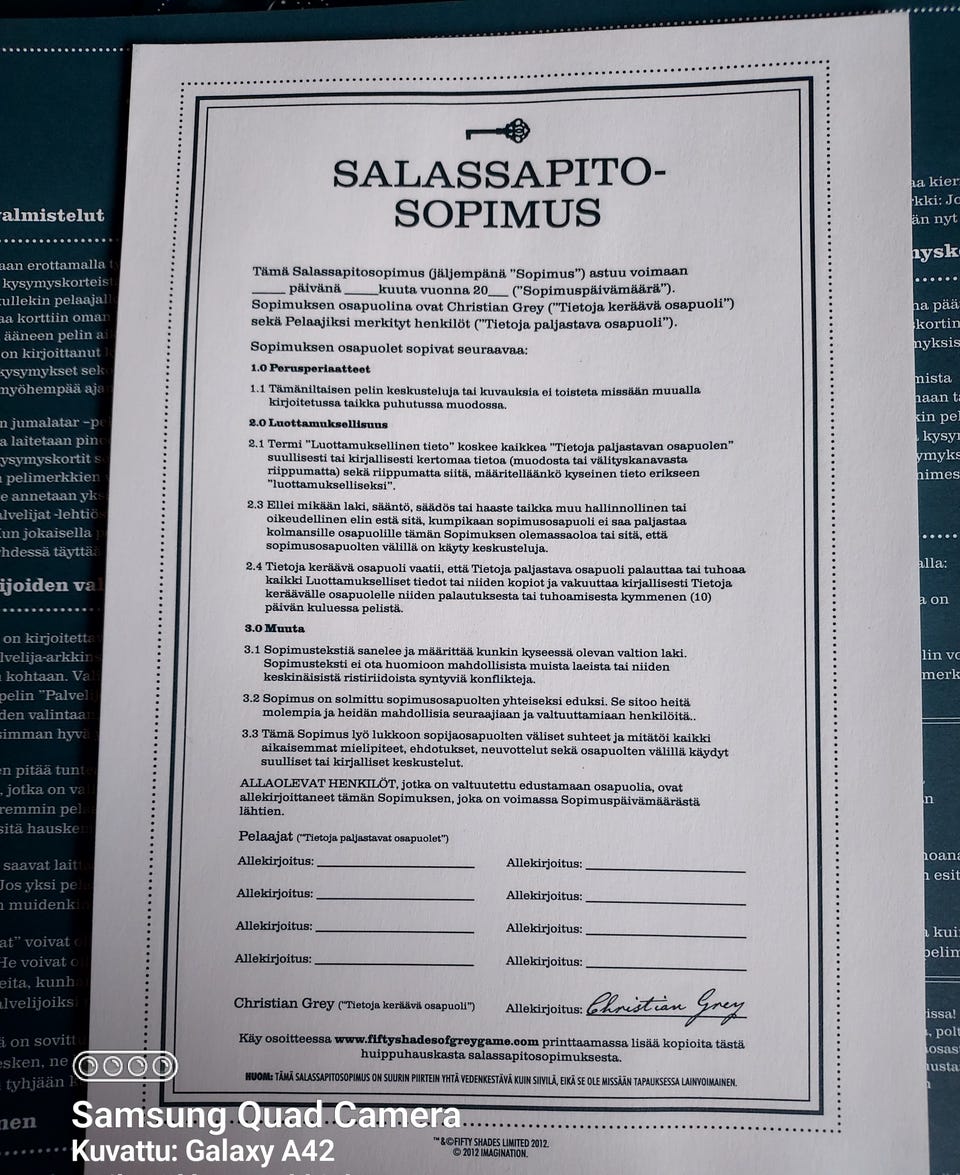 SALASSAPITO-
SOPIMUS
Tämä Salassapitosopimus (jäljempänä "Sopimus") astuu voimaan
_____ päivänä _____kuuta vuonna 20___ ("Sopimuspäivämäärä").
Sopimuksen osapuolina ovat Christian Grey ("Tietoja keräävä osapuoli")
sekä Pelaajiksi merkityt henkilöt ("Tietoja paljastava osapuoli").
Sopimuksen osapuolet sopivat seuraavaa:
1.0 Perusperiaatteet
1.1 Tämäniltaisen pelin keskusteluja tai kuvauksia ei toisteta missään muualla
kirjoitetussa taikka puhutussa muodossa.
2.0 Luottamuksellisuus
2.1 Termi "Luottamuksellinen tieto" koskee kaikkea "Tietoja paljastavan osapuolen"
suullisesti tai kirjallisesti kertomaa tietoa (muodosta tai välityskanavasta
riippumatta) sekä riippumatta siitä, määritelläänkö kyseinen tieto erikseen
"luottamukselliseksi".
2.3 Ellei mikään laki, sääntö, säädös tai haaste taikka muu hallinnollinen tai
oikeudellinen elin estä sitä, kumpikaan sopimusosapuoli ei saa paljastaa
kolmansille osapuolille tämän Sopimuksen olemassaoloa tai sitä, että
sopimusosapuolten välillä on käyty keskusteluja.
2.4 Tietoja keräävä osapuoli vaatii, että Tietoja paljastava osapuoli palauttaa tai tuhoaa
kaikki Luottamukselliset tiedot tai niiden kopiot ja vakuuttaa kirjallisesti Tietoja
keräävälle osapuolelle niiden palautuksesta tai tuhoamisesta kymmenen (10)
päivän kuluessa pelistä.
3.0 Muuta
3.1 Sopimustekstiä sanelee ja määrittää kunkin kyseessä olevan valtion laki.
Sopimusteksti ei ota huomioon mahdollisista muista laeista tai niiden
keskinäisistä ristiriidoista syntyviä konflikteja.
3.2 Sopimus on solmittu sopimusosapuolten yhteiseksi eduksi. Se sitoo heitä
molempia ja heidän mahdollisia seuraajiaan ja valtuuttamiaan henkilöitä..
3.3 Tämä Sopimus lyö lukkoon sopijaosapuolten väliset suhteet ja mitätöi kaikki
aikaisemmat mielipiteet, ehdotukset, neuvottelut sekä osapuolten välillä käydyt
suulliset tai kirjalliset keskustelut.
ALLAOLEVAT HENKILÖT, jotka on valtuutettu edustamaan osapuolia, ovat
allekirjoittaneet tämän Sopimuksen, joka on voimassa Sopimuspäivämäärästä
lähtien.
Pelaajat ("Tietoja paljastavat osapuolet")
Allekirjoitus: Allekirjoitus:
Allekirjoitus: Allekirjoitus:
Allekirjoitus: Allekirjoitus:
Allekirjoitus: Allekirjoitus:
Christian Grey ("Tietoja keräävä osapuoli") Allekirjoitus: Christian Grey
Käy osoitteessa www.fiftyshadesofgreygame.com printtaamassa lisää kopioita tästä
huippuhauskasta salassapitosopimuksesta.
HUOM: TÄMÄ SALASSAPITOSOPIMUS ON SUURIN PIIRTEIN YHTÄ VEDENKESTÄVÄ KUIN SIIVILÄ, EIKÄ SE OLE MISSÄÄN TAPAUKSESSA LAINVOIMAINEN.
™&©FIFTY SHADES LIMITED 2012.
© 2012 IMAGINATION.
Samsung Quad Camera
Kuvattu: Galaxy A42